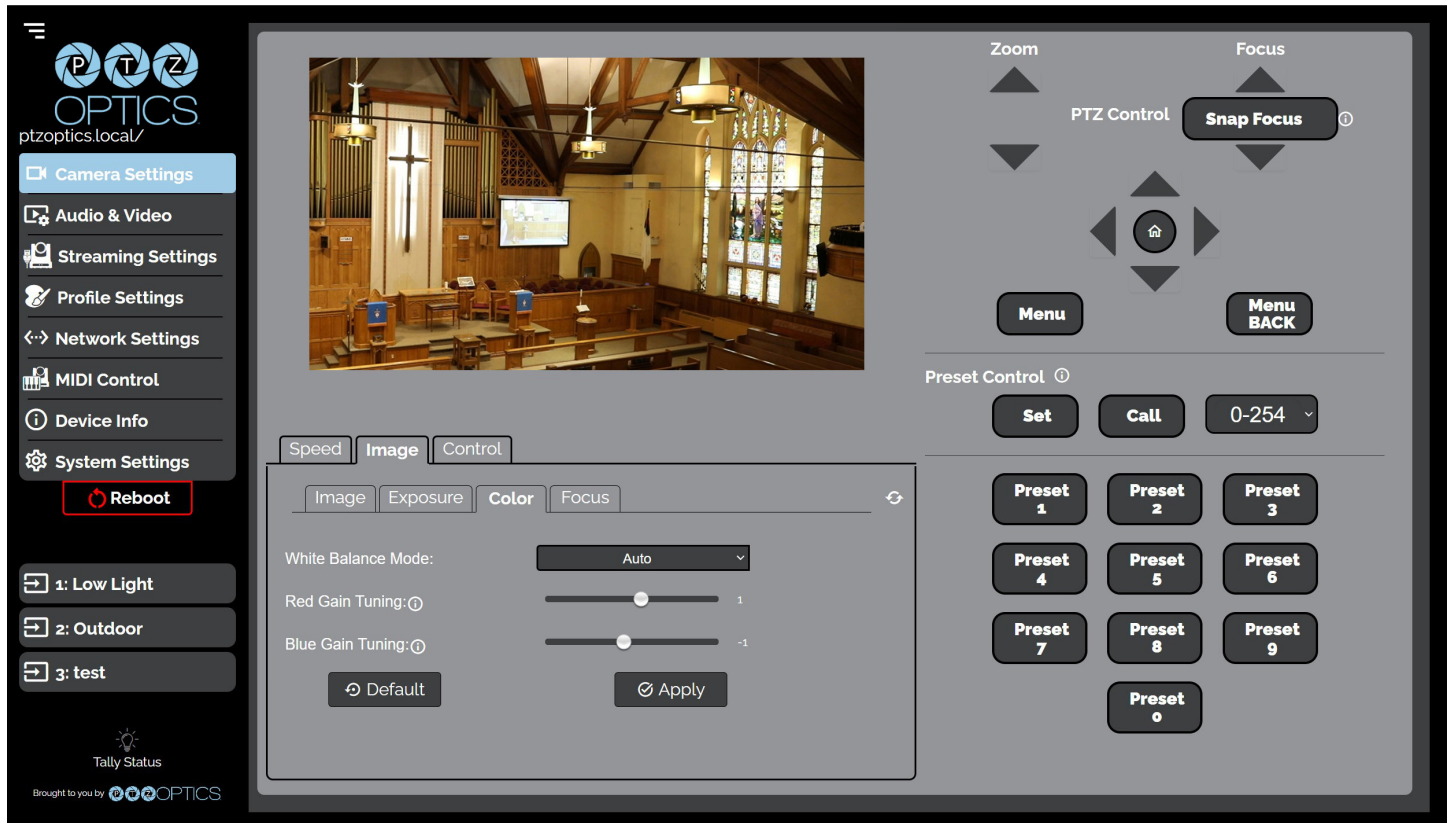 PTZ
OPTICS
ptzoptics.local/
Camera Settings
Audio & Video
Streaming Settings
Profile Settings
Network Settings
MIDI Control
Device Info
System Settings
Reboot
1: Low Light
2: Outdoor
3: test
Tally Status
Brought to you by PTZOPTICS
Speed Image Control
Image Exposure Color Focus
White Balance Mode: Auto
Red Gain Tuning: 1
Blue Gain Tuning: -1
Default Apply
Zoom Focus
PTZ Control Snap Focus
Menu Menu
BACK
Preset Control
Set Call 0-254
Preset
1
Preset
2
Preset
3
Preset
4
Preset
5
Preset
6
Preset
7
Preset
8
Preset
9
Preset
0